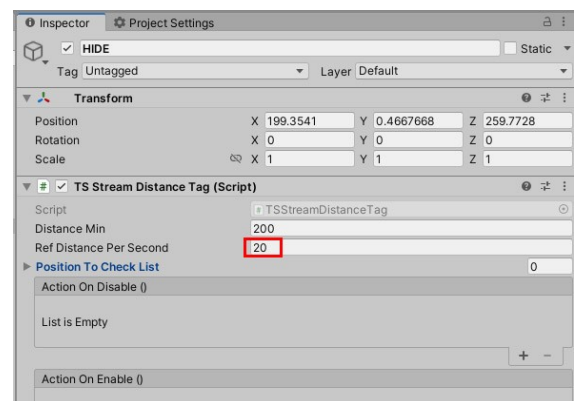 Inspector Project Settings
HIDE Static
Tag Untagged Layer Default
Transform
Position X 199.3541 Y 0.4667668 Z 259.7728
Rotation X 0 Y 0 Z 0
Scale X 1 Y 1 Z 1
# TS Stream Distance Tag (Script)
Script # TSStreamDistanceTag
Distance Min 200
Ref Distance Per Second 20
Position To Check List 0
Action On Disable ()
List is Empty
+ −
Action On Enable ()